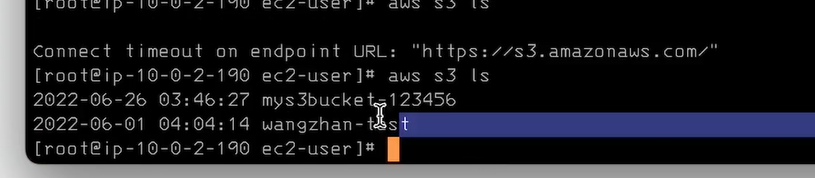 [root@ip-10-0-2-190 ec2-user]# aws s3 ls
Connect timeout on endpoint URL: "https://s3.amazonaws.com/"
[root@ip-10-0-2-190 ec2-user]# aws s3 ls
2022-06-26 03:46:27 mys3bucket-123456
2022-06-01 04:04:14 wangzhan-test
[root@ip-10-0-2-190 ec2-user]#